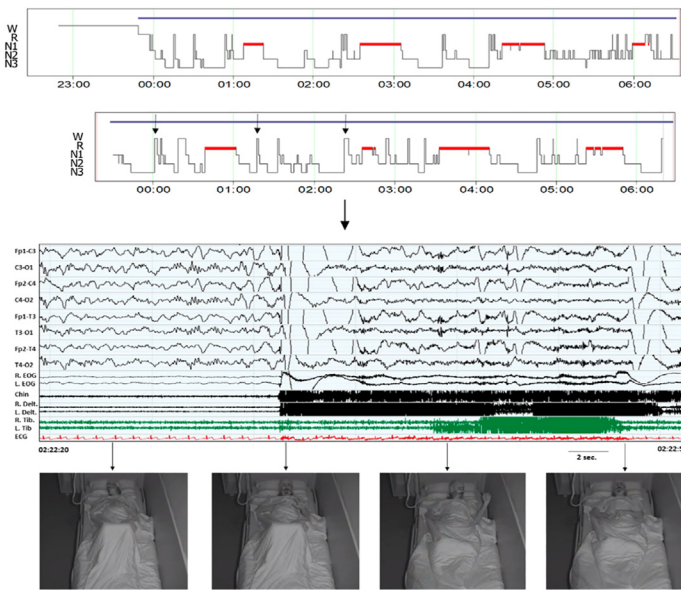 W
R
N1
N2
N3
23:00 00:00 01:00 02:00 03:00 04:00 05:00 06:00
W
R
N1
N2
N3
00:00 01:00 02:00 03:00 04:00 05:00 06:00
Fp1-C3
C3-O1
Fp2-C4
C4-O2
Fp1-T3
T3-O1
Fp2-T4
T4-O2
R. EOG
L. EOG
Chin
R. Delt.
L. Delt.
R. Tib.
L. Tib
ECG
02:22:20 2 sec. 02:22:5